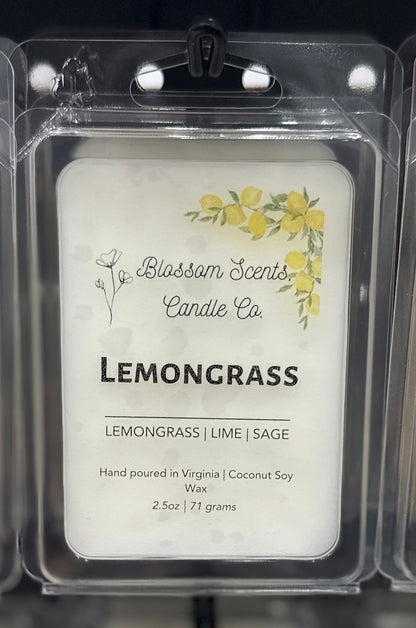 Blossom Scents
Candle Co.
LEMONGRASS
LEMONGRASS | LIME | SAGE
Hand poured in Virginia | Coconut Soy
Wax
2.5oz | 71 grams